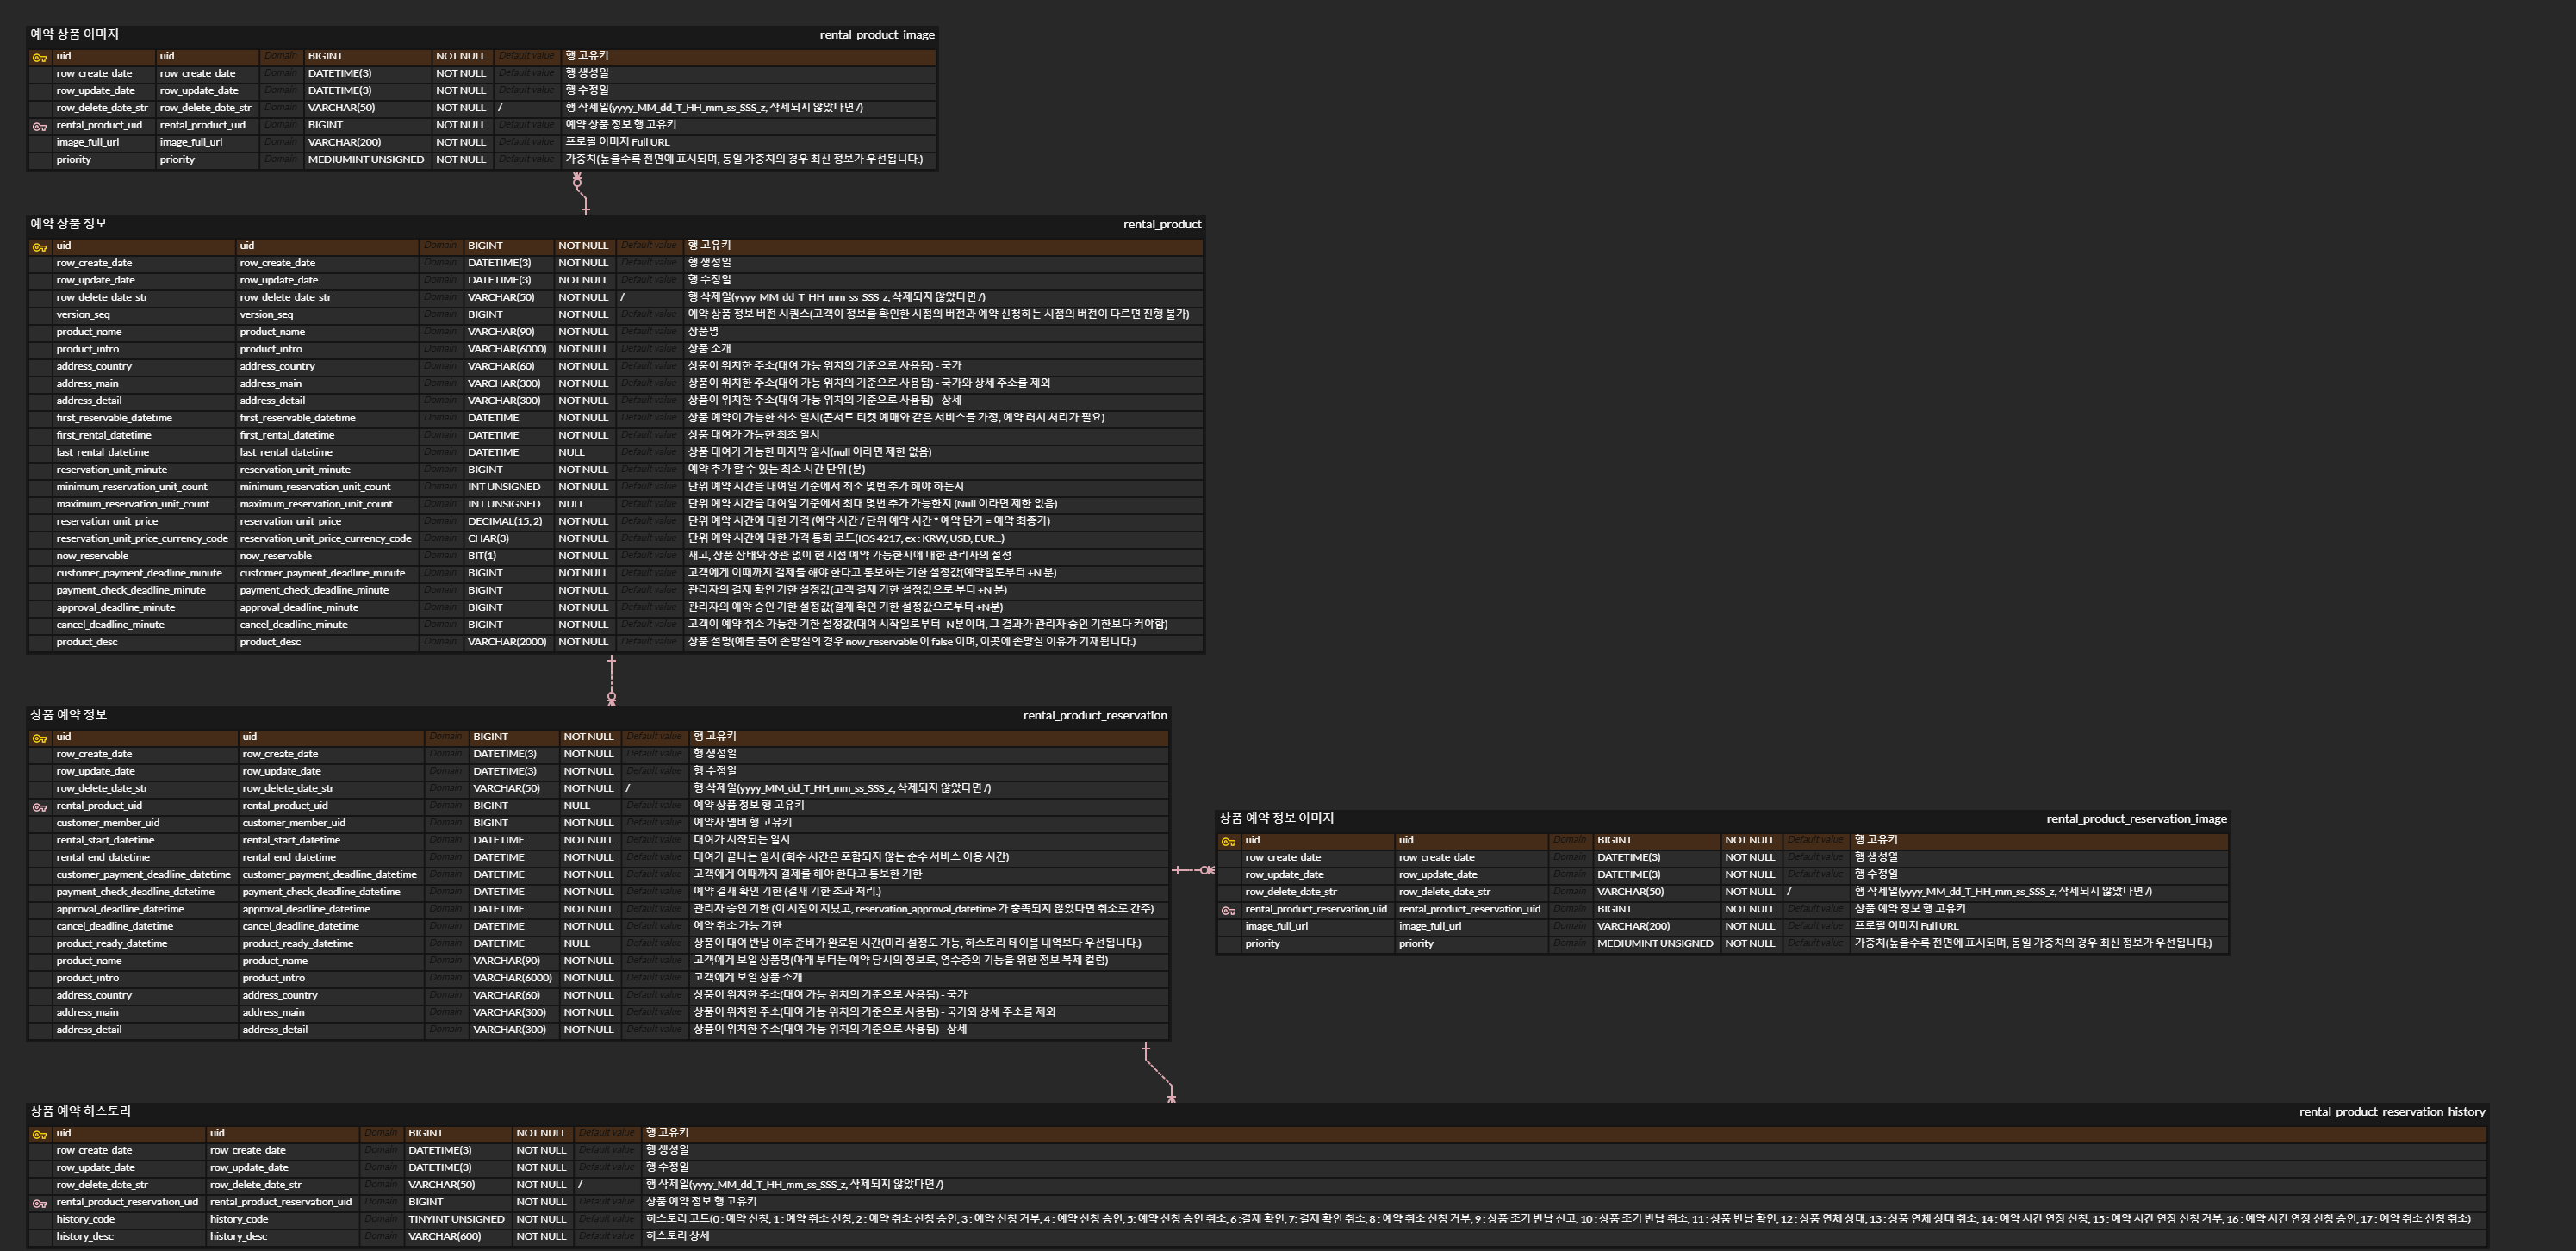 예약 상품 이미지 rental_product_image
uid uid Domain BIGINT NOT NULL Default value 행 고유키
row_create_date row_create_date Domain DATETIME(3) NOT NULL Default value 행 생성일
row_update_date row_update_date Domain DATETIME(3) NOT NULL Default value 행 수정일
row_delete_date_str row_delete_date_str Domain VARCHAR(50) NOT NULL / 행 삭제일(yyyy_MM_dd_T_HH_mm_ss_SSS_z, 삭제되지 않았다면 /)
rental_product_uid rental_product_uid Domain BIGINT NOT NULL Default value 예약 상품 정보 행 고유키
image_full_url image_full_url Domain VARCHAR(200) NOT NULL Default value 프로필 이미지 Full URL
priority priority Domain MEDIUMINT UNSIGNED NOT NULL Default value 가중치(높을수록 전면에 표시되며, 동일 가중치의 경우 최신 정보가 우선됩니다.)
예약 상품 정보 rental_product
uid uid Domain BIGINT NOT NULL Default value 행 고유키
row_create_date row_create_date Domain DATETIME(3) NOT NULL Default value 행 생성일
row_update_date row_update_date Domain DATETIME(3) NOT NULL Default value 행 수정일
row_delete_date_str row_delete_date_str Domain VARCHAR(50) NOT NULL / 행 삭제일(yyyy_MM_dd_T_HH_mm_ss_SSS_z, 삭제되지 않았다면 /)
version_seq version_seq Domain BIGINT NOT NULL Default value 예약 상품 정보 버전 시퀀스(고객이 정보를 확인한 시점의 버전과 예약 신청하는 시점의 버전이 다르면 진행 불가)
product_name product_name Domain VARCHAR(90) NOT NULL Default value 상품명
product_intro product_intro Domain VARCHAR(6000) NOT NULL Default value 상품 소개
address_country address_country Domain VARCHAR(60) NOT NULL Default value 상품이 위치한 주소(대여 가능 위치의 기준으로 사용됨) - 국가
address_main address_main Domain VARCHAR(300) NOT NULL Default value 상품이 위치한 주소(대여 가능 위치의 기준으로 사용됨) - 국가와 상세 주소를 제외
address_detail address_detail Domain VARCHAR(300) NOT NULL Default value 상품이 위치한 주소(대여 가능 위치의 기준으로 사용됨) - 상세
first_reservable_datetime first_reservable_datetime Domain DATETIME NOT NULL Default value 상품 예약이 가능한 최초 일시(콘서트 티켓 예매와 같은 서비스를 가정, 예약 러시 처리가 필요)
first_rental_datetime first_rental_datetime Domain DATETIME NOT NULL Default value 상품 대여가 가능한 최초 일시
last_rental_datetime last_rental_datetime Domain DATETIME NULL Default value 상품 대여가 가능한 마지막 일시(null 이라면 제한 없음)
reservation_unit_minute reservation_unit_minute Domain BIGINT NOT NULL Default value 예약 추가 할 수 있는 최소 시간 단위 (분)
minimum_reservation_unit_count minimum_reservation_unit_count Domain INT UNSIGNED NOT NULL Default value 단위 예약 시간을 대여일 기준에서 최소 몇번 추가 해야 하는지
maximum_reservation_unit_count maximum_reservation_unit_count Domain INT UNSIGNED NULL Default value 단위 예약 시간을 대여일 기준에서 최대 몇번 추가 가능한지 (Null 이라면 제한 없음)
reservation_unit_price reservation_unit_price Domain DECIMAL(15, 2) NOT NULL Default value 단위 예약 시간에 대한 가격 (예약 시간 / 단위 예약 시간 * 예약 단가 = 예약 최종가)
reservation_unit_price_currency_code reservation_unit_price_currency_code Domain CHAR(3) NOT NULL Default value 단위 예약 시간에 대한 가격 통화 코드(IOS 4217, ex : KRW, USD, EUR...)
now_reservable now_reservable Domain BIT(1) NOT NULL Default value 재고, 상품 상태와 상관 없이 현 시점 예약 가능한지에 대한 관리자의 설정
customer_payment_deadline_minute customer_payment_deadline_minute Domain BIGINT NOT NULL Default value 고객에게 이때까지 결제를 해야 한다고 통보하는 기한 설정값(예약일로부터 +N 분)
payment_check_deadline_minute payment_check_deadline_minute Domain BIGINT NOT NULL Default value 관리자의 결제 확인 기한 설정값(고객 결제 기한 설정값으로 부터 +N 분)
approval_deadline_minute approval_deadline_minute Domain BIGINT NOT NULL Default value 관리자의 예약 승인 기한 설정값(결제 확인 기한 설정값으로부터 +N분)
cancel_deadline_minute cancel_deadline_minute Domain BIGINT NOT NULL Default value 고객이 예약 취소 가능한 기한 설정값(대여 시작일로부터 -N분이며, 그 결과가 관리자 승인 기한보다 커야함)
product_desc product_desc Domain VARCHAR(2000) NOT NULL Default value 상품 설명(예를 들어 손망실의 경우 now_reservable 이 false 이며, 이곳에 손망실 이유가 기재됩니다.)
상품 예약 정보 rental_product_reservation
uid uid Domain BIGINT NOT NULL Default value 행 고유키
row_create_date row_create_date Domain DATETIME(3) NOT NULL Default value 행 생성일
row_update_date row_update_date Domain DATETIME(3) NOT NULL Default value 행 수정일
row_delete_date_str row_delete_date_str Domain VARCHAR(50) NOT NULL / 행 삭제일(yyyy_MM_dd_T_HH_mm_ss_SSS_z, 삭제되지 않았다면 /)
rental_product_uid rental_product_uid Domain BIGINT NULL Default value 예약 상품 정보 행 고유키
customer_member_uid customer_member_uid Domain BIGINT NOT NULL Default value 예약자 멤버 행 고유키
rental_start_datetime rental_start_datetime Domain DATETIME NOT NULL Default value 대여가 시작되는 일시
rental_end_datetime rental_end_datetime Domain DATETIME NOT NULL Default value 대여가 끝나는 일시 (회수 시간은 포함되지 않는 순수 서비스 이용 시간)
customer_payment_deadline_datetime customer_payment_deadline_datetime Domain DATETIME NOT NULL Default value 고객에게 이때까지 결제를 해야 한다고 통보한 기한
payment_check_deadline_datetime payment_check_deadline_datetime Domain DATETIME NOT NULL Default value 예약 결재 확인 기한 (결재 기한 초과 처리.)
approval_deadline_datetime approval_deadline_datetime Domain DATETIME NOT NULL Default value 관리자 승인 기한 (이 시점이 지났고, reservation_approval_datetime 가 충족되지 않았다면 취소로 간주)
cancel_deadline_datetime cancel_deadline_datetime Domain DATETIME NOT NULL Default value 예약 취소 가능 기한
product_ready_datetime product_ready_datetime Domain DATETIME NULL Default value 상품이 대여 반납 이후 준비가 완료된 시간(미리 설정도 가능, 히스토리 테이블 내역보다 우선됩니다.)
product_name product_name Domain VARCHAR(90) NOT NULL Default value 고객에게 보일 상품명(아래 부터는 예약 당시의 정보로, 영수증의 기능을 위한 정보 복제 컬럼)
product_intro product_intro Domain VARCHAR(6000) NOT NULL Default value 고객에게 보일 상품 소개
address_country address_country Domain VARCHAR(60) NOT NULL Default value 상품이 위치한 주소(대여 가능 위치의 기준으로 사용됨) - 국가
address_main address_main Domain VARCHAR(300) NOT NULL Default value 상품이 위치한 주소(대여 가능 위치의 기준으로 사용됨) - 국가와 상세 주소를 제외
address_detail address_detail Domain VARCHAR(300) NOT NULL Default value 상품이 위치한 주소(대여 가능 위치의 기준으로 사용됨) - 상세
상품 예약 정보 이미지 rental_product_reservation_image
uid uid Domain BIGINT NOT NULL Default value 행 고유키
row_create_date row_create_date Domain DATETIME(3) NOT NULL Default value 행 생성일
row_update_date row_update_date Domain DATETIME(3) NOT NULL Default value 행 수정일
row_delete_date_str row_delete_date_str Domain VARCHAR(50) NOT NULL / 행 삭제일(yyyy_MM_dd_T_HH_mm_ss_SSS_z, 삭제되지 않았다면 /)
rental_product_reservation_uid rental_product_reservation_uid Domain BIGINT NOT NULL Default value 상품 예약 정보 행 고유키
image_full_url image_full_url Domain VARCHAR(200) NOT NULL Default value 프로필 이미지 Full URL
priority priority Domain MEDIUMINT UNSIGNED NOT NULL Default value 가중치(높을수록 전면에 표시되며, 동일 가중치의 경우 최신 정보가 우선됩니다.)
상품 예약 히스토리 rental_product_reservation_history
uid uid Domain BIGINT NOT NULL Default value 행 고유키
row_create_date row_create_date Domain DATETIME(3) NOT NULL Default value 행 생성일
row_update_date row_update_date Domain DATETIME(3) NOT NULL Default value 행 수정일
row_delete_date_str row_delete_date_str Domain VARCHAR(50) NOT NULL / 행 삭제일(yyyy_MM_dd_T_HH_mm_ss_SSS_z, 삭제되지 않았다면 /)
rental_product_reservation_uid rental_product_reservation_uid Domain BIGINT NOT NULL Default value 상품 예약 정보 행 고유키
history_code history_code Domain TINYINT UNSIGNED NOT NULL Default value 히스토리 코드(0 : 예약 신청, 1 : 예약 취소 신청, 2 : 예약 취소 신청 승인, 3 : 예약 신청 거부, 4 : 예약 신청 승인, 5: 예약 신청 승인 취소, 6 :결제 확인, 7: 결제 확인 취소, 8 : 예약 취소 신청 거부, 9 : 상품 조기 반납 신고, 10 : 상품 조기 반납 취소, 11 : 상품 반납 확인, 12 : 상품 연체 상태, 13 : 상품 연체 상태 취소, 14 : 예약 시간 연장 신청, 15 : 예약 시간 연장 신청 거부, 16 : 예약 시간 연장 신청 승인, 17 : 예약 취소 신청 취소)
history_desc history_desc Domain VARCHAR(600) NOT NULL Default value 히스토리 상세